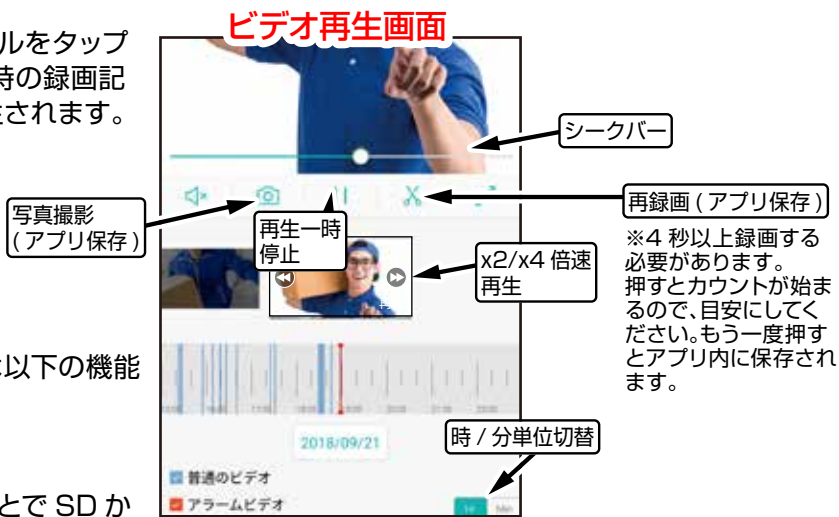 ビデオ再生画面
ルをタップ
時の録画記
生されます。
シークバー
写真撮影
(アプリ保存)
再生一時
停止
再録画(アプリ保存)
※4 秒以上録画する
必要があります。
押すとカウントが始ま
るので、目安にしてく
ださい。もう一度押す
とアプリ内に保存され
ます。
x2/x4 倍速
再生
は以下の機能
2018/09/21
時 / 分単位切替
普通のビデオ
アラームビデオ
とで SD か